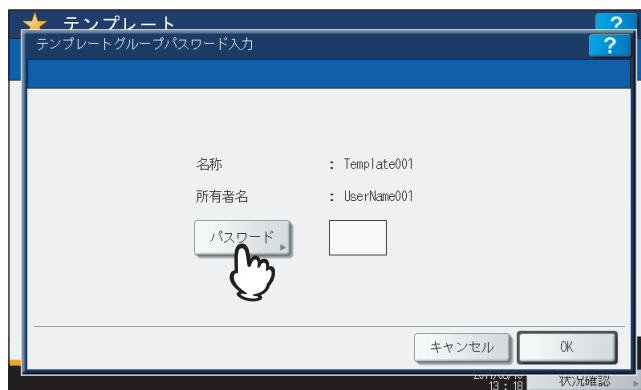 テンプレート
?
テンプレートグループパスワード入力
?
名称 : Template001
所有者名 : UserName001
パスワード
キャンセル
OK
13 : 18
状況確認